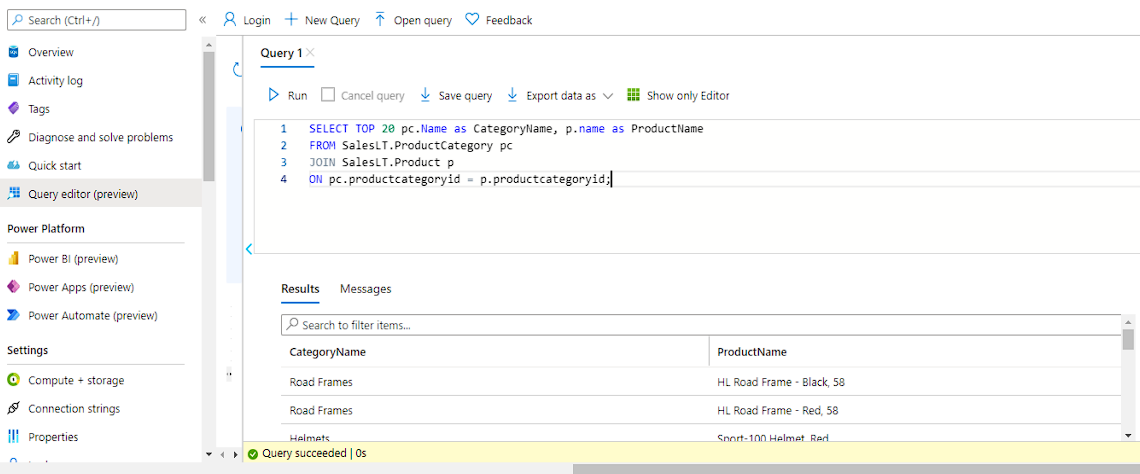 Search (Ctrl+/)
«
Login
New Query
Open query
Feedback
Overview
Activity log
Tags
Diagnose and solve problems
Quick start
Query editor (preview)
Power Platform
Power BI (preview)
Power Apps (preview)
Power Automate (preview)
Settings
Compute + storage
Connection strings
Properties
Query 1
Run
Cancel query
Save query
Export data as
Show only Editor
1 SELECT TOP 20 pc.Name as CategoryName, p.name as ProductName
2 FROM SalesLT.ProductCategory pc
3 JOIN SalesLT.Product p
4 ON pc.productcategoryid = p.productcategoryid;
Results Messages
Search to filter items...
CategoryName ProductName
Road Frames HL Road Frame - Black, 58
Road Frames HL Road Frame - Red, 58
Helmets Sport-100 Helmet, Red
Query succeeded | 0s